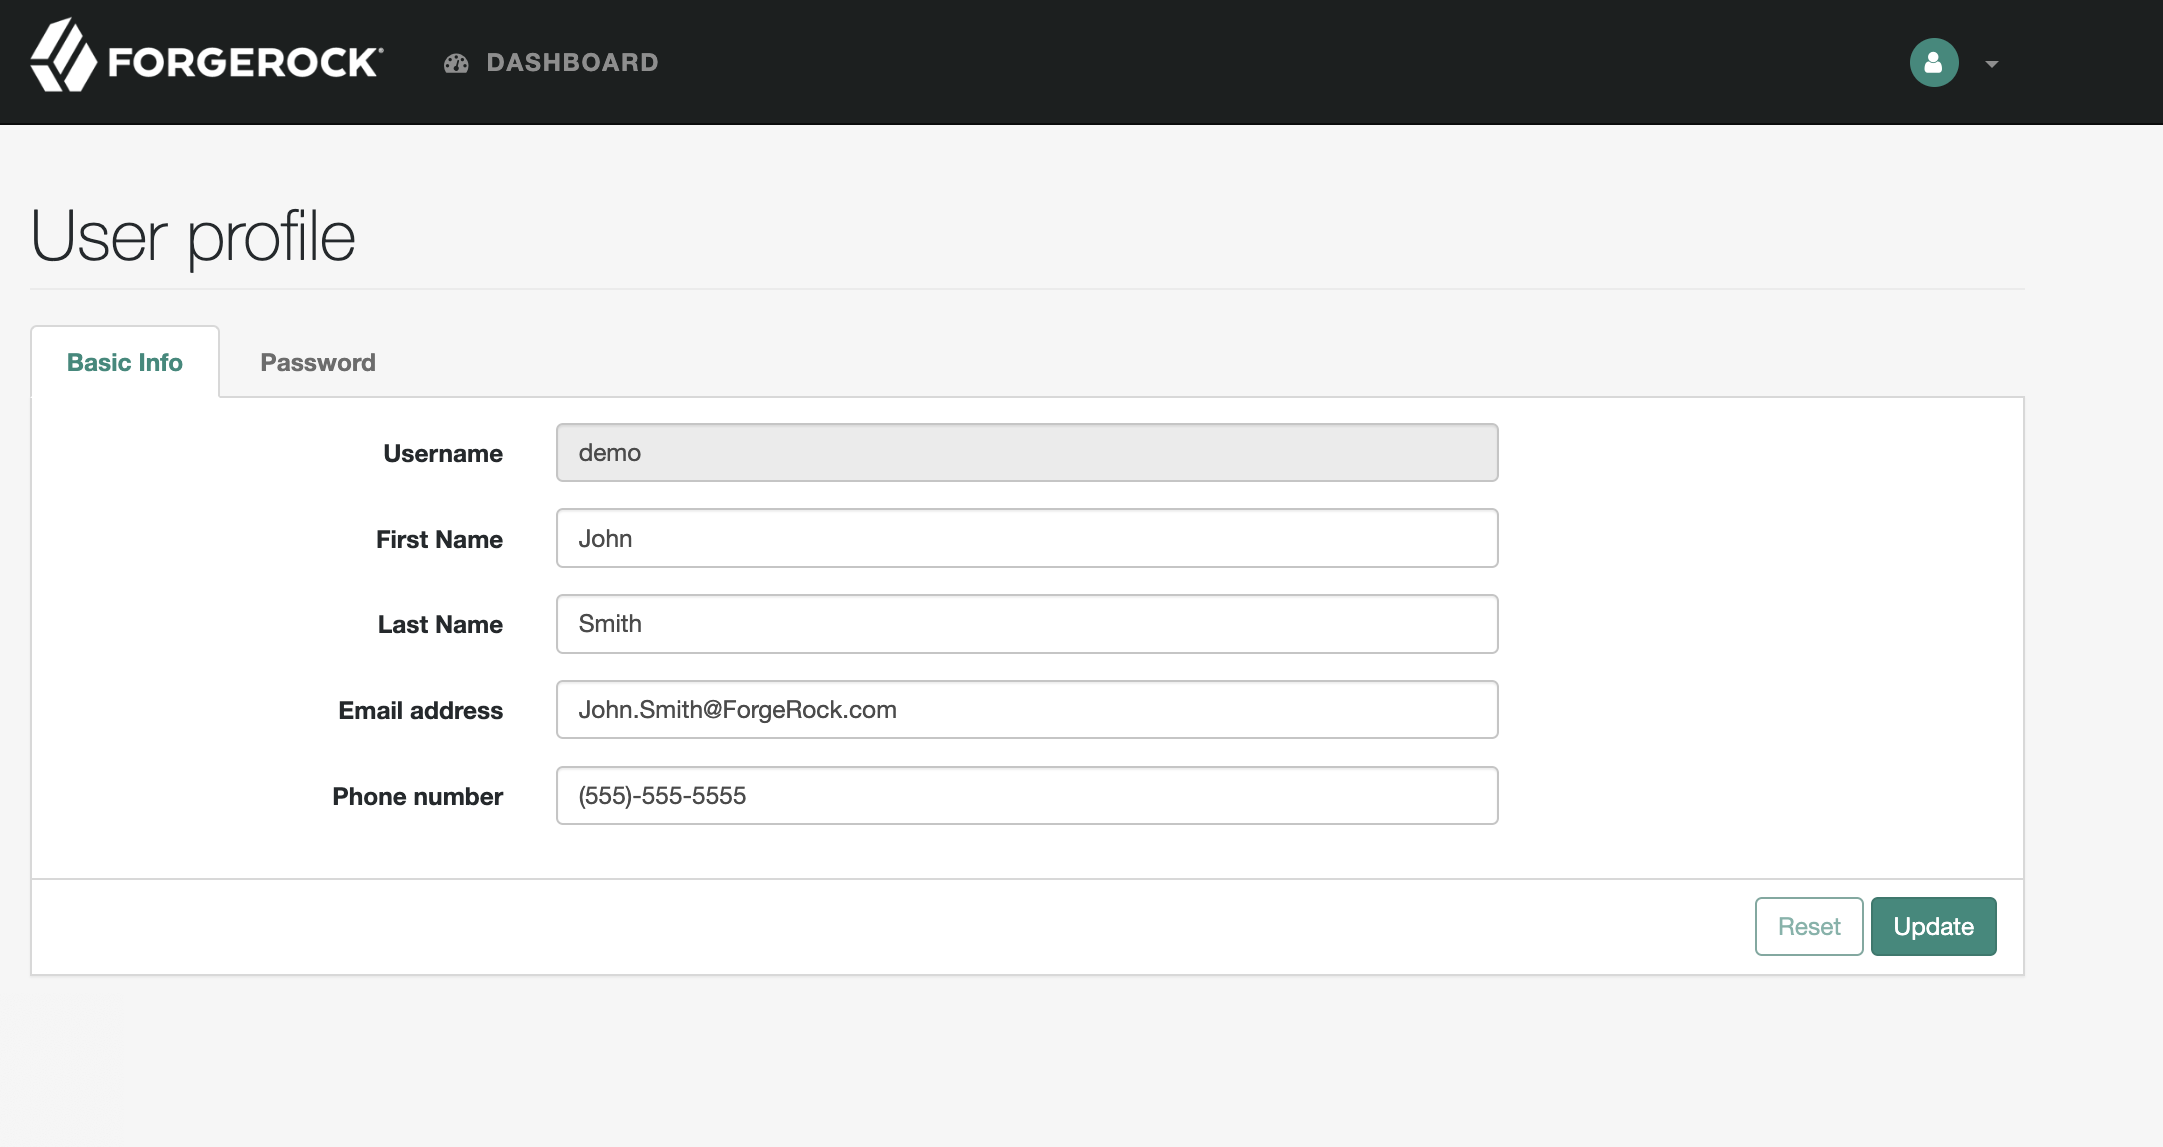 FORGEROCK
DASHBOARD
User profile
Basic Info
Password
Username
demo
First Name
John
Last Name
Smith
Email address
John.Smith@ForgeRock.com
Phone number
(555)-555-5555
Reset
Update